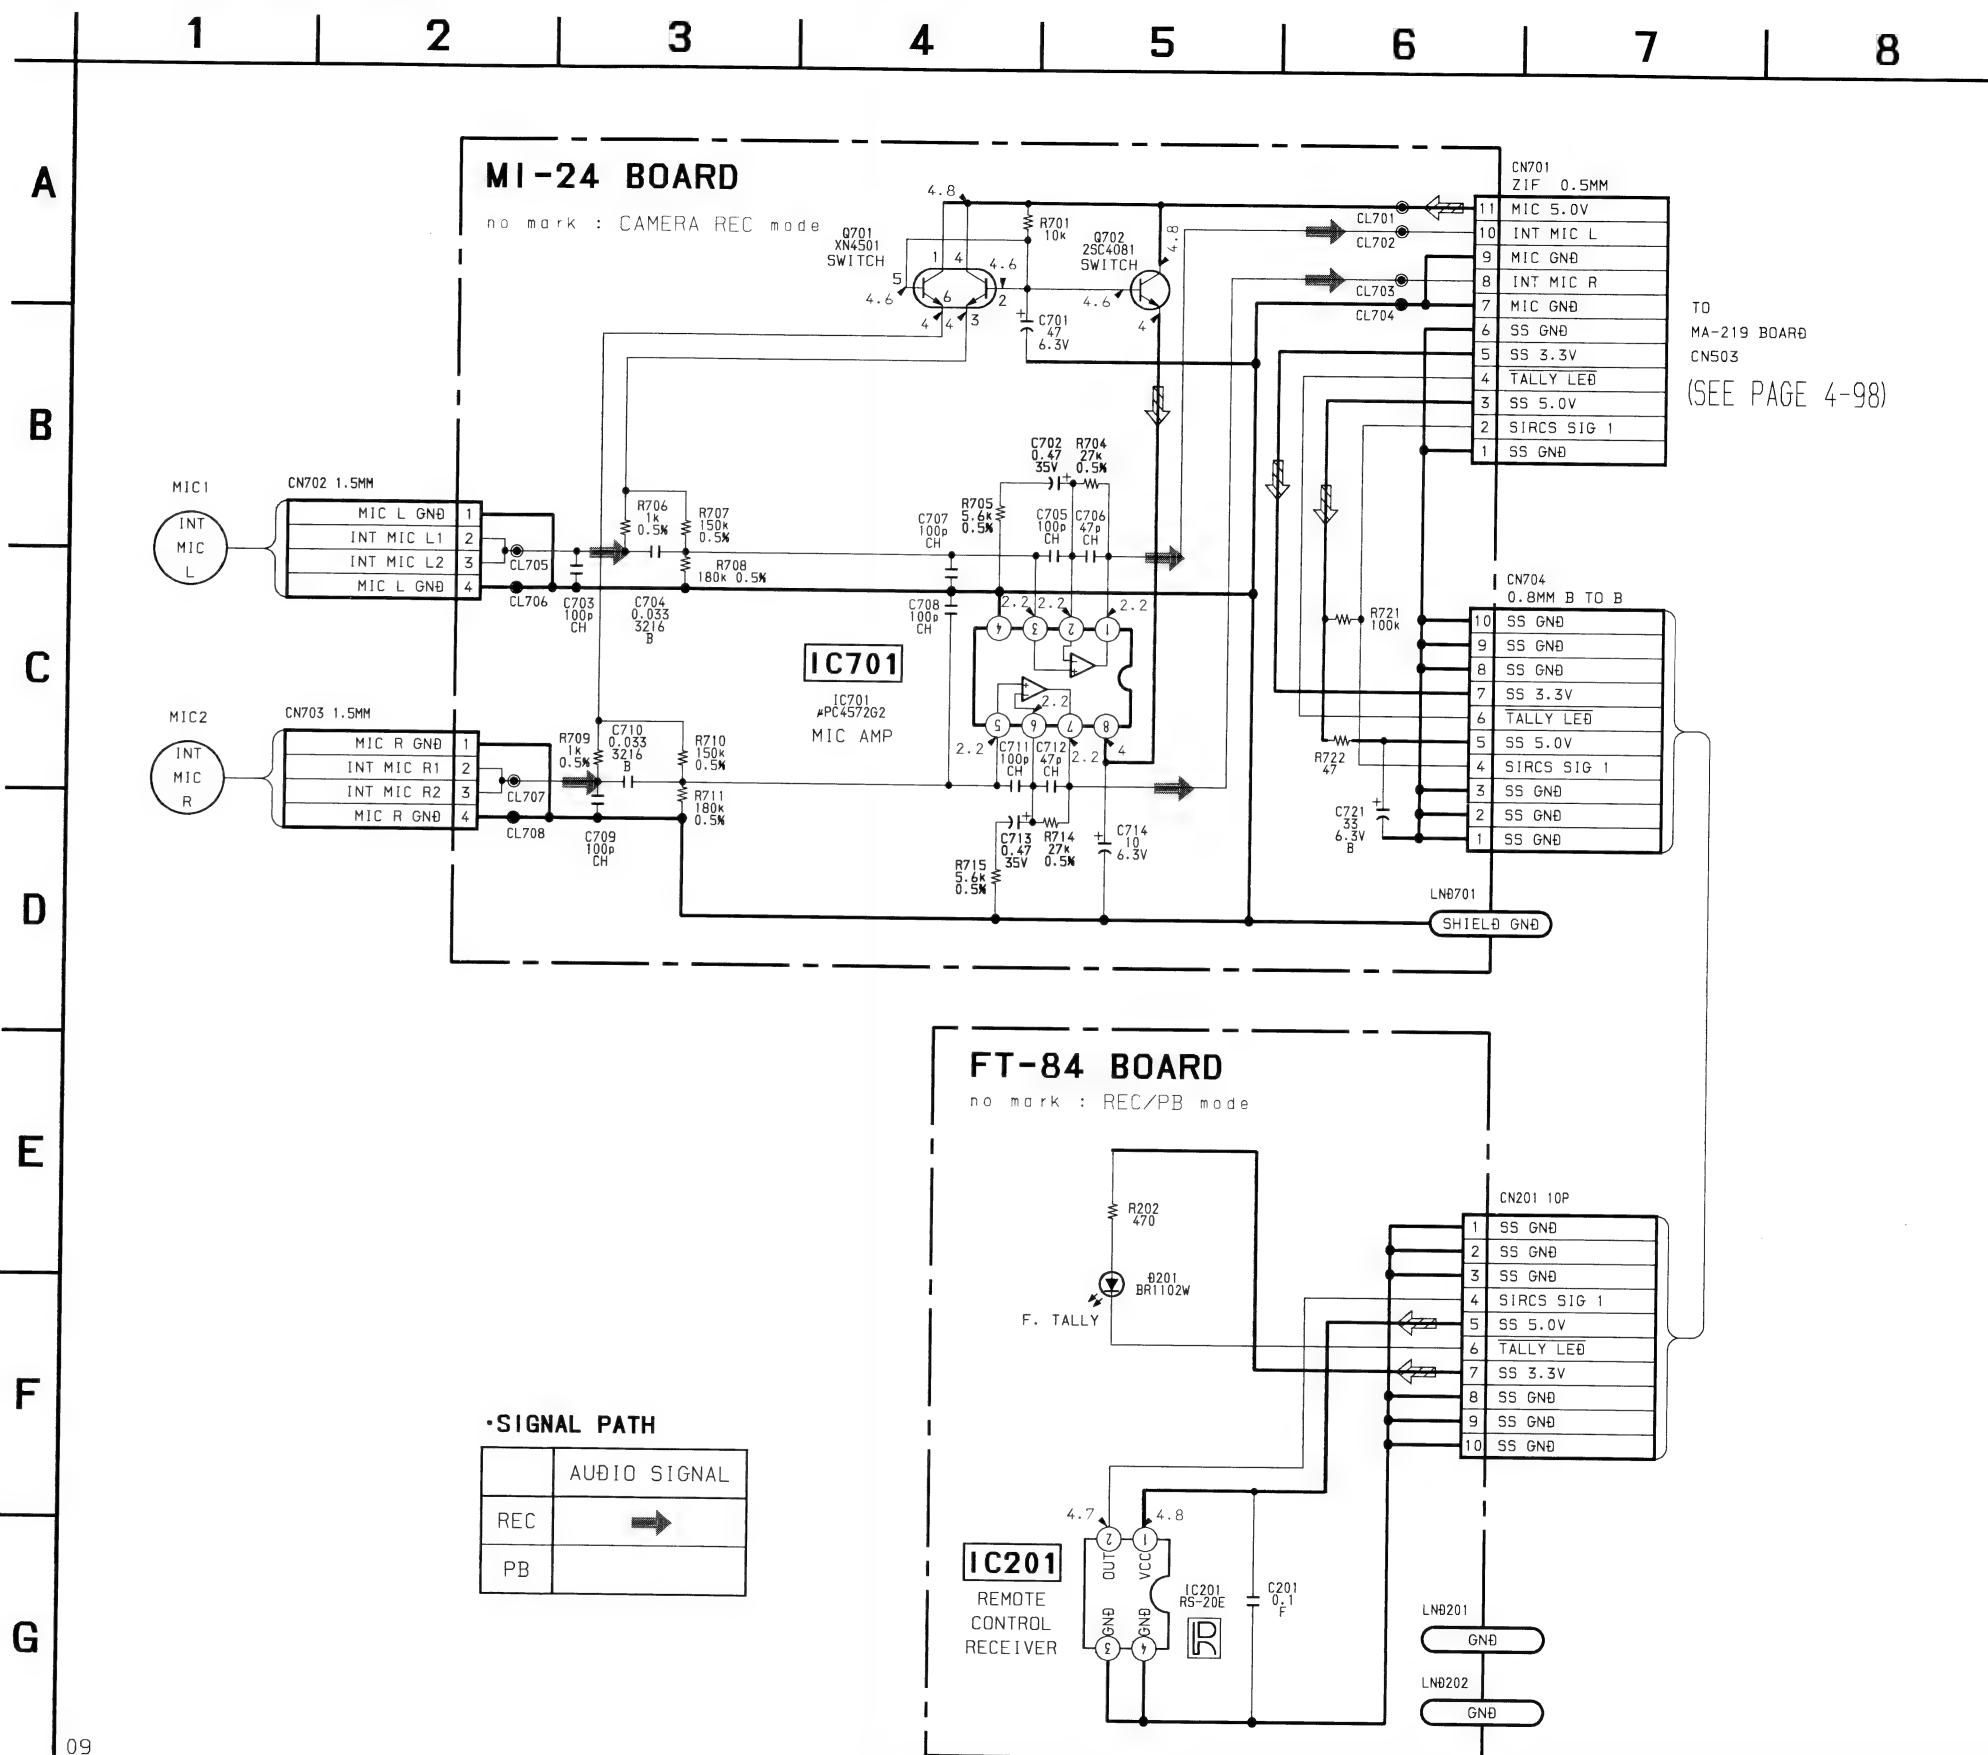 1 2 3 4 5 6 7 8
A
B
C
D
E
F
G
MI-24 BOARD
no mark : CAMERA REC mode
4.8
Q701
XN4501
SWITCH
1 4
5
4.6
6
4.6
2
4 4 3
R701
10k
Q702
2SC4081
SWITCH
4.8
4.6
4
C701
47
6.3V
CL701
CL702
CL703
CL704
CN701
ZIF 0.5MM
11 MIC 5.0V
10 INT MIC L
9 MIC GND
8 INT MIC R
7 MIC GND
6 SS GND
5 SS 3.3V
4 TALLY LED
3 SS 5.0V
2 SIRCS SIG 1
1 SS GND
TO
MA-219 BOARD
CN503
(SEE PAGE 4-98)
MIC1
INT
MIC
L
CN702 1.5MM
MIC L GND 1
INT MIC L1 2
INT MIC L2 3
MIC L GND 4
CL705
CL706
C703
100p
CH
R706
1k
0.5%
R707
150k
0.5%
R708
180k 0.5%
C704
0.033
3216
B
C707
100p
CH
C708
100p
CH
R705
5.6k
0.5%
C702
0.47
35V
R704
27k
0.5%
C705
100p
CH
C706
47p
CH
2.2 2.2 2.2
4 3 2 1
IC701
IC701
μPC4572G2
MIC AMP
2.2
5 6 7 8
2.2
2.2
4
MIC2
INT
MIC
R
CN703 1.5MM
MIC R GND 1
INT MIC R1 2
INT MIC R2 3
MIC R GND 4
CL707
CL708
R709
1k
0.5%
C710
0.033
3216
B
R710
150k
0.5%
R711
180k
0.5%
C709
100p
CH
C711
100p
CH
C712
47p
CH
C713
0.47
35V
R714
27k
0.5%
R715
5.6k
0.5%
C714
10
6.3V
R721
100k
R722
47
C721
33
6.3V
B
CN704
0.8MM B TO B
10 SS GND
9 SS GND
8 SS GND
7 SS 3.3V
6 TALLY LED
5 SS 5.0V
4 SIRCS SIG 1
3 SS GND
2 SS GND
1 SS GND
LND701
SHIELD GND
FT-84 BOARD
no mark : REC/PB mode
R202
470
D201
BR1102W
F. TALLY
CN201 10P
1 SS GND
2 SS GND
3 SS GND
4 SIRCS SIG 1
5 SS 5.0V
6 TALLY LED
7 SS 3.3V
8 SS GND
9 SS GND
10 SS GND
•SIGNAL PATH
AUDIO SIGNAL
REC
PB
4.7
4.8
2 1
OUT VCC
GND GND
3 4
IC201
REMOTE
CONTROL
RECEIVER
IC201
RS-20E
R
C201
0.1
F
LND201
GND
LND202
GND
09